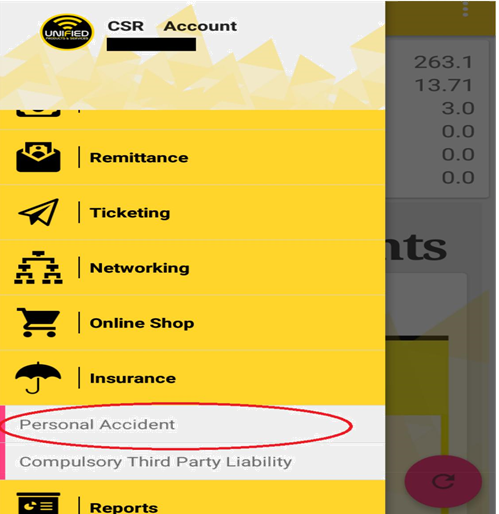 UNIFIED
PRODUCTS & SERVICES
CSR Account
263.1
13.71
3.0
0.0
0.0
0.0
Remittance
Ticketing
nts
Networking
Online Shop
Insurance
Personal Accident
Compulsory Third Party Liability
Reports